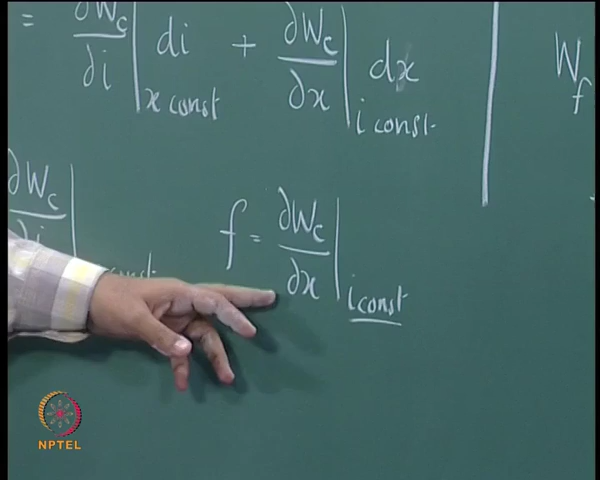 = ∂W_c/∂i |_{x const} di + ∂W_c/∂x |_{i const} dx
W_f
∂W_c/∂i |
f = ∂W_c/∂x |_{i const}
NPTEL